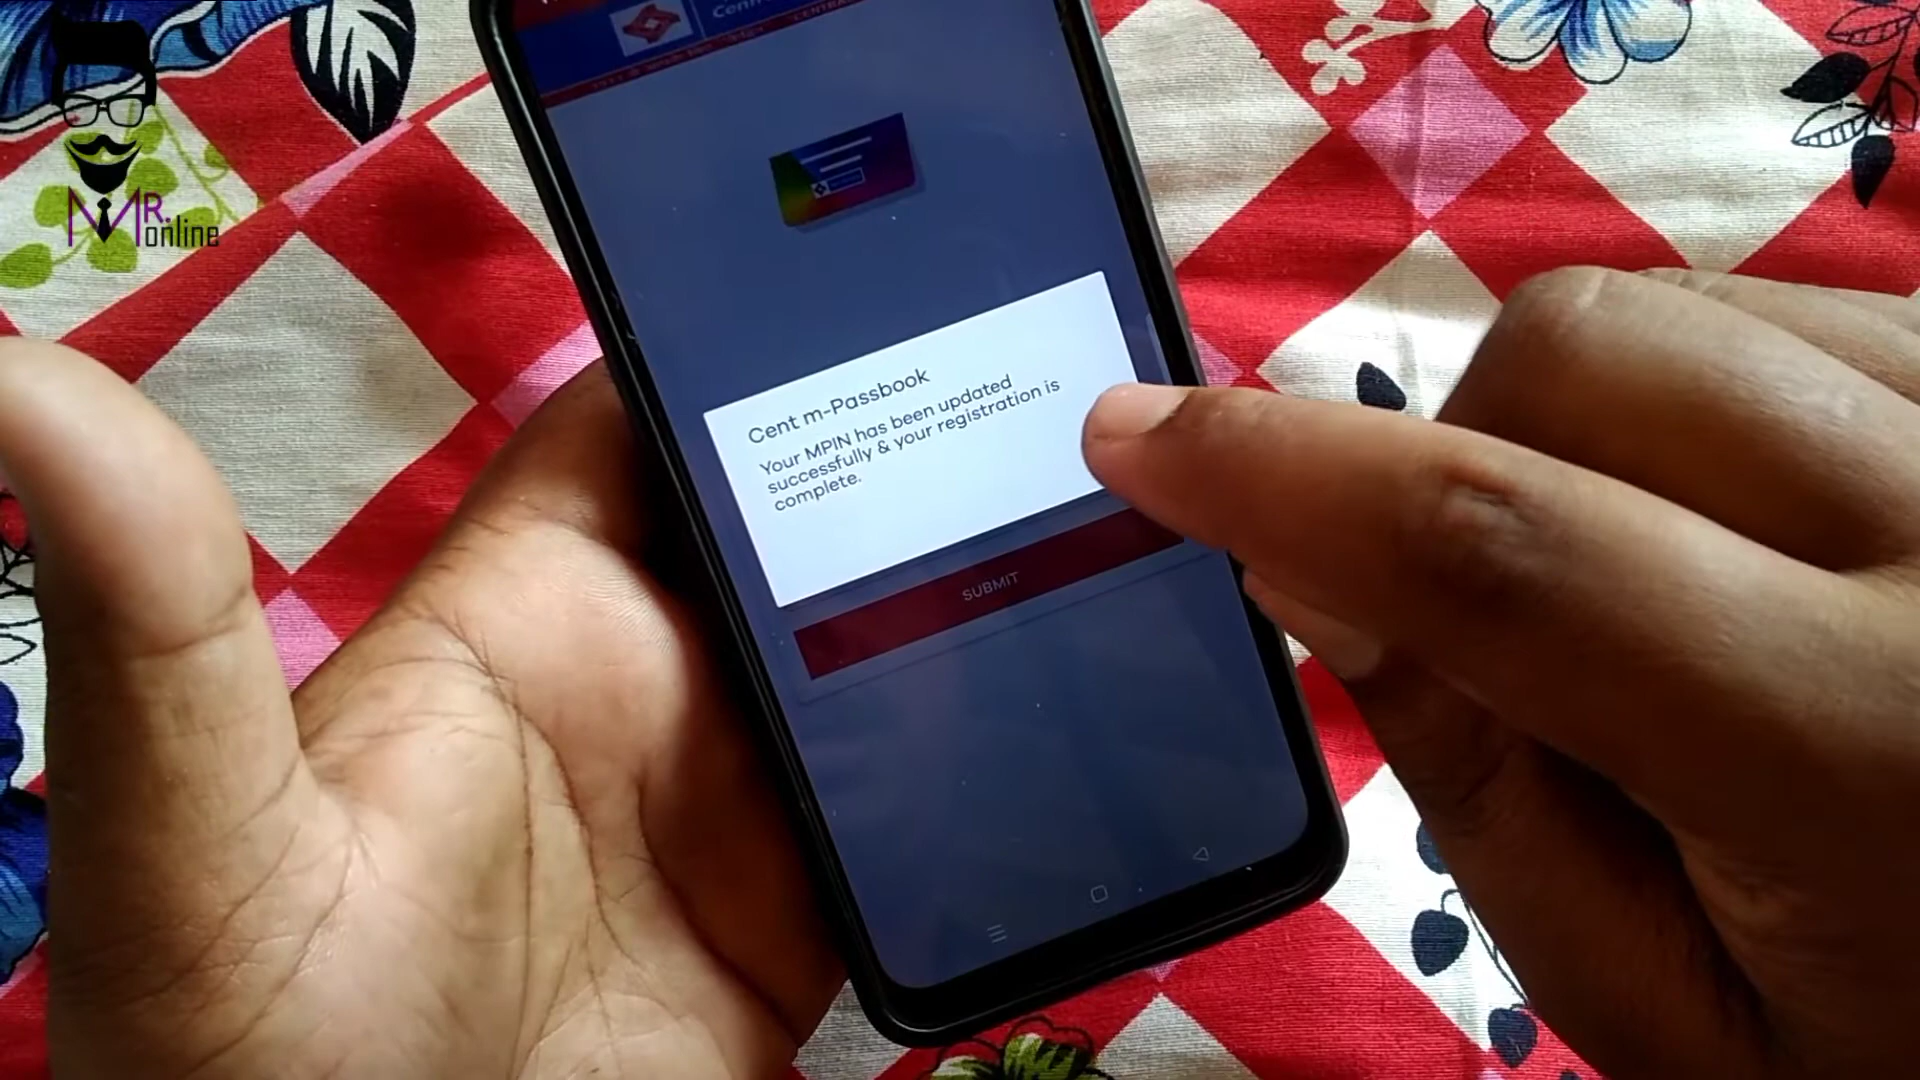 MR.
online
Cent m-Passbook
Your MPIN has been updated
successfully & your registration is
complete.
SUBMIT